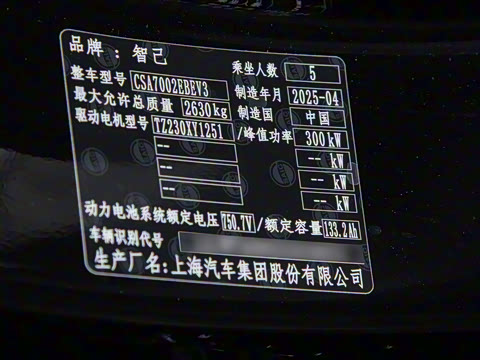 品牌：智己 乘坐人数 5
整车型号 CSA7002EBEV3 制造年月 2025-04
最大允许总质量 2630kg 制造国 中国
驱动电机型号 TZ230XY1251 /峰值功率 300kW
-- --kW
-- --kW
-- --kW
动力电池系统额定电压 750.7V /额定容量 133.2Ah
车辆识别代号
生产厂名:上海汽车集团股份有限公司